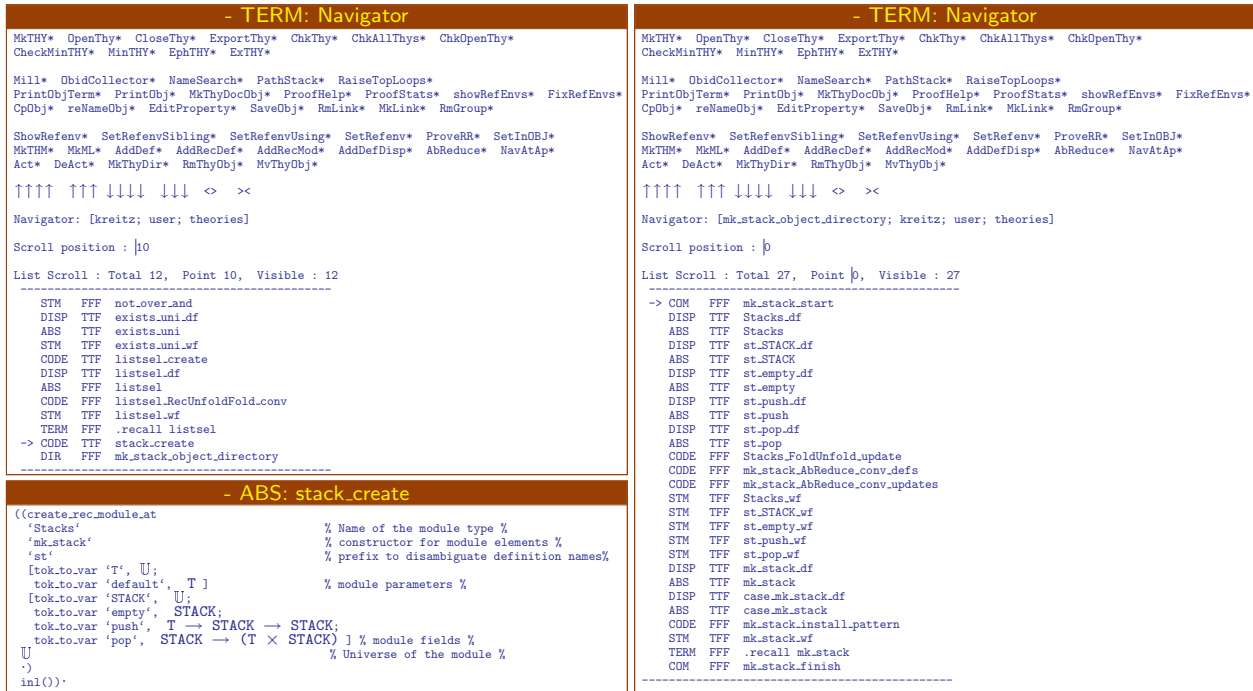 - TERM: Navigator
MkTHY* OpenThy* CloseThy* ExportThy* ChkThy* ChkAllThys* ChkOpenThy*
CheckMinTHY* MinTHY* EphTHY* ExTHY*
Mill* ObidCollector* NameSearch* PathStack* RaiseTopLoops*
PrintObjTerm* PrintObj* MkThyDocObj* ProofHelp* ProofStats* showRefEnvs* FixRefEnvs*
CpObj* reNameObj* EditProperty* SaveObj* RmLink* MkLink* RmGroup*
ShowRefenv* SetRefenvSibling* SetRefenvUsing* SetRefenv* ProveRR* SetInOBJ*
MkTHM* MkML* AddDef* AddRecDef* AddRecMod* AddDefDisp* AbReduce* NavAtAp*
Act* DeAct* MkThyDir* RmThyObj* MvThyObj*
↑↑↑↑ ↑↑↑ ↓↓↓↓ ↓↓↓ <> ><
Navigator: [kreitz; user; theories]
Scroll position : |10
List Scroll : Total 12, Point 10, Visible : 12
----------------------------------------------
STM FFF not_over_and
DISP TTF exists_uni_df
ABS TTF exists_uni
STM FFF exists_uni_wf
CODE TTF listsel_create
DISP TTF listsel_df
ABS FFF listsel
CODE FFF listsel_RecUnfoldFold_conv
STM FFF listsel_wf
TERM FFF .recall listsel
-> CODE TTF stack_create
DIR FFF mk_stack_object_directory
----------------------------------------------
- ABS: stack_create
((create_rec_module_at
‘Stacks‘ % Name of the module type %
‘mk_stack‘ % constructor for module elements %
‘st‘ % prefix to disambiguate definition names%
[tok_to_var ‘T‘, 𝕌;
tok_to_var ‘default‘, T ] % module parameters %
[tok_to_var ‘STACK‘, 𝕌;
tok_to_var ‘empty‘, STACK;
tok_to_var ‘push‘, T → STACK → STACK;
tok_to_var ‘pop‘, STACK → (T × STACK) ] % module fields %
𝕌 % Universe of the module %
·)
inl())·
- TERM: Navigator
MkTHY* OpenThy* CloseThy* ExportThy* ChkThy* ChkAllThys* ChkOpenThy*
CheckMinTHY* MinTHY* EphTHY* ExTHY*
Mill* ObidCollector* NameSearch* PathStack* RaiseTopLoops*
PrintObjTerm* PrintObj* MkThyDocObj* ProofHelp* ProofStats* showRefEnvs* FixRefEnvs*
CpObj* reNameObj* EditProperty* SaveObj* RmLink* MkLink* RmGroup*
ShowRefenv* SetRefenvSibling* SetRefenvUsing* SetRefenv* ProveRR* SetInOBJ*
MkTHM* MkML* AddDef* AddRecDef* AddRecMod* AddDefDisp* AbReduce* NavAtAp*
Act* DeAct* MkThyDir* RmThyObj* MvThyObj*
↑↑↑↑ ↑↑↑ ↓↓↓↓ ↓↓↓ <> ><
Navigator: [mk_stack_object_directory; kreitz; user; theories]
Scroll position : |0
List Scroll : Total 27, Point |0, Visible : 27
----------------------------------------------
-> COM FFF mk_stack_start
DISP TTF Stacks_df
ABS TTF Stacks
DISP TTF st_STACK_df
ABS TTF st_STACK
DISP TTF st_empty_df
ABS TTF st_empty
DISP TTF st_push_df
ABS TTF st_push
DISP TTF st_pop_df
ABS TTF st_pop
CODE FFF Stacks_FoldUnfold_update
CODE FFF mk_stack_AbReduce_conv_defs
CODE FFF mk_stack_AbReduce_conv_updates
STM FFF Stacks_wf
STM FFF st_STACK_wf
STM FFF st_empty_wf
STM FFF st_push_wf
STM FFF st_pop_wf
DISP TTF mk_stack_df
ABS TTF mk_stack
DISP TTF case_mk_stack_df
ABS TTF case_mk_stack
CODE FFF mk_stack_install_pattern
STM FFF mk_stack_wf
TERM FFF .recall mk_stack
COM FFF mk_stack_finish
----------------------------------------------